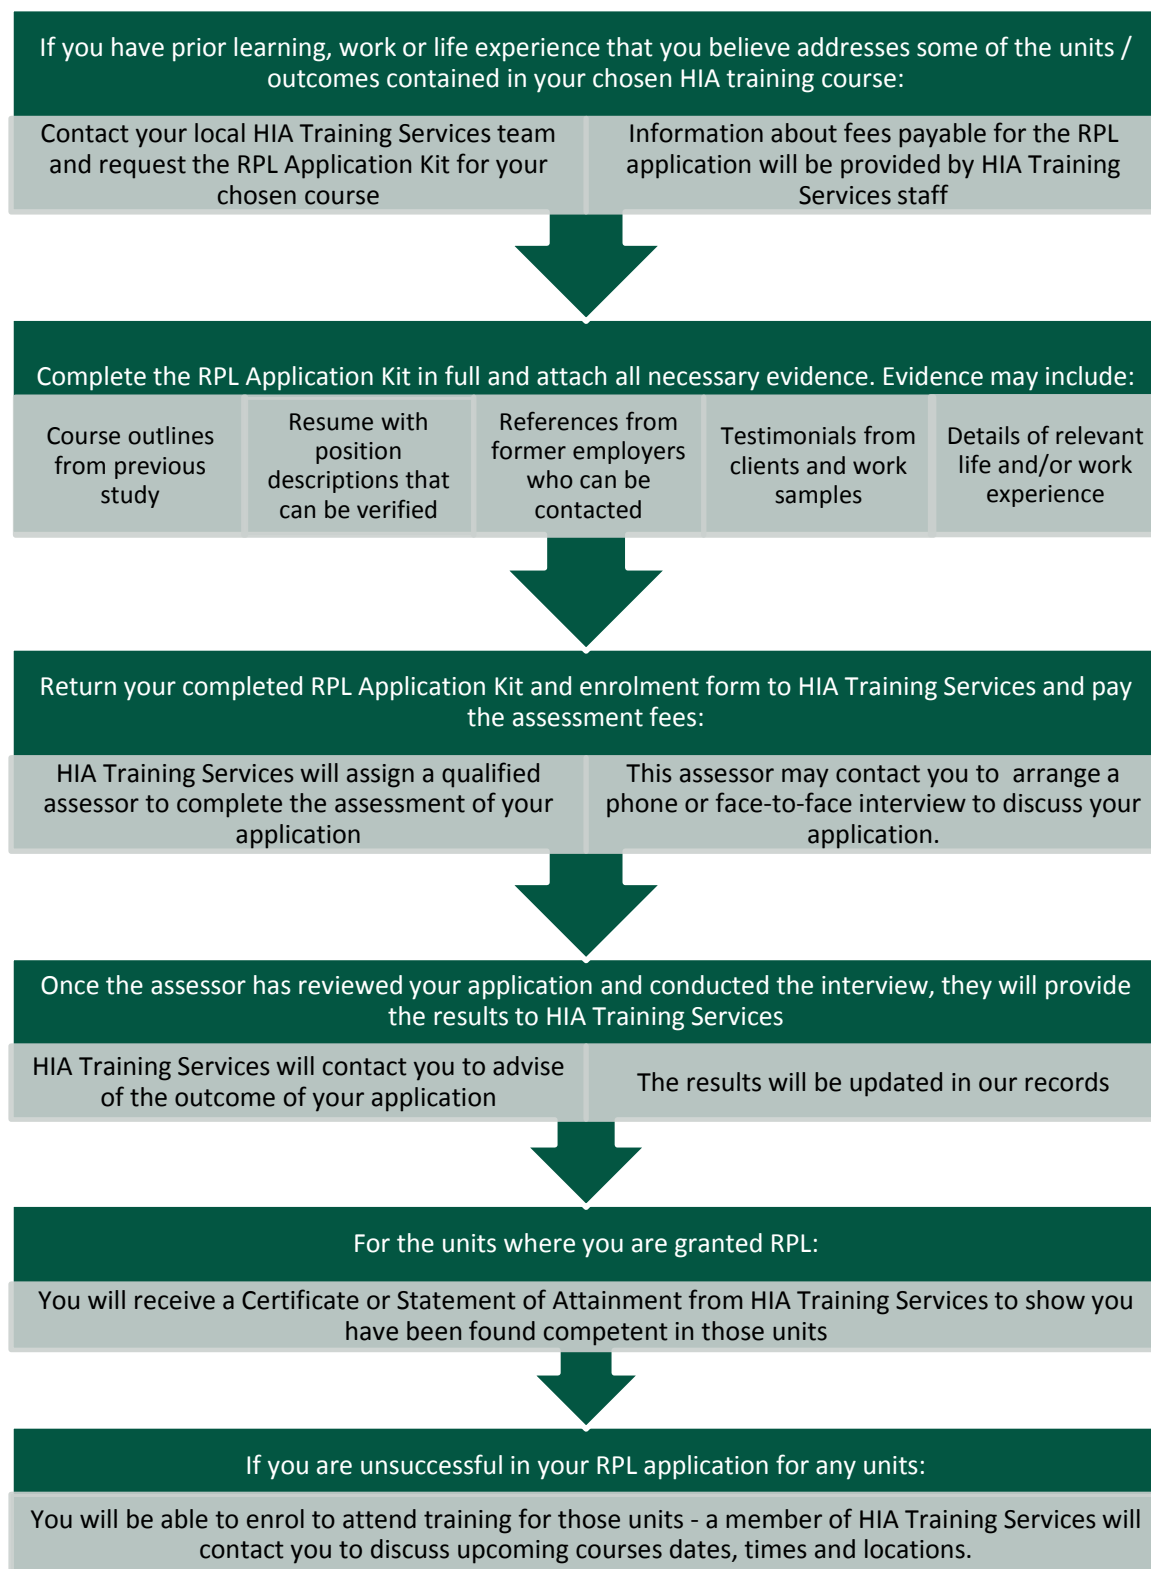 If you have prior learning, work or life experience that you believe addresses some of the units /
outcomes contained in your chosen HIA training course:
Contact your local HIA Training Services team
and request the RPL Application Kit for your
chosen course
Information about fees payable for the RPL
application will be provided by HIA Training
Services staff
Complete the RPL Application Kit in full and attach all necessary evidence. Evidence may include:
Course outlines
from previous
study
Resume with
position
descriptions that
can be verified
References from
former employers
who can be
contacted
Testimonials from
clients and work
samples
Details of relevant
life and/or work
experience
Return your completed RPL Application Kit and enrolment form to HIA Training Services and pay
the assessment fees:
HIA Training Services will assign a qualified
assessor to complete the assessment of your
application
This assessor may contact you to  arrange a
phone or face-to-face interview to discuss your
application.
Once the assessor has reviewed your application and conducted the interview, they will provide
the results to HIA Training Services
HIA Training Services will contact you to advise
of the outcome of your application
The results will be updated in our records
For the units where you are granted RPL:
You will receive a Certificate or Statement of Attainment from HIA Training Services to show you
have been found competent in those units
If you are unsuccessful in your RPL application for any units:
You will be able to enrol to attend training for those units - a member of HIA Training Services will
contact you to discuss upcoming courses dates, times and locations.